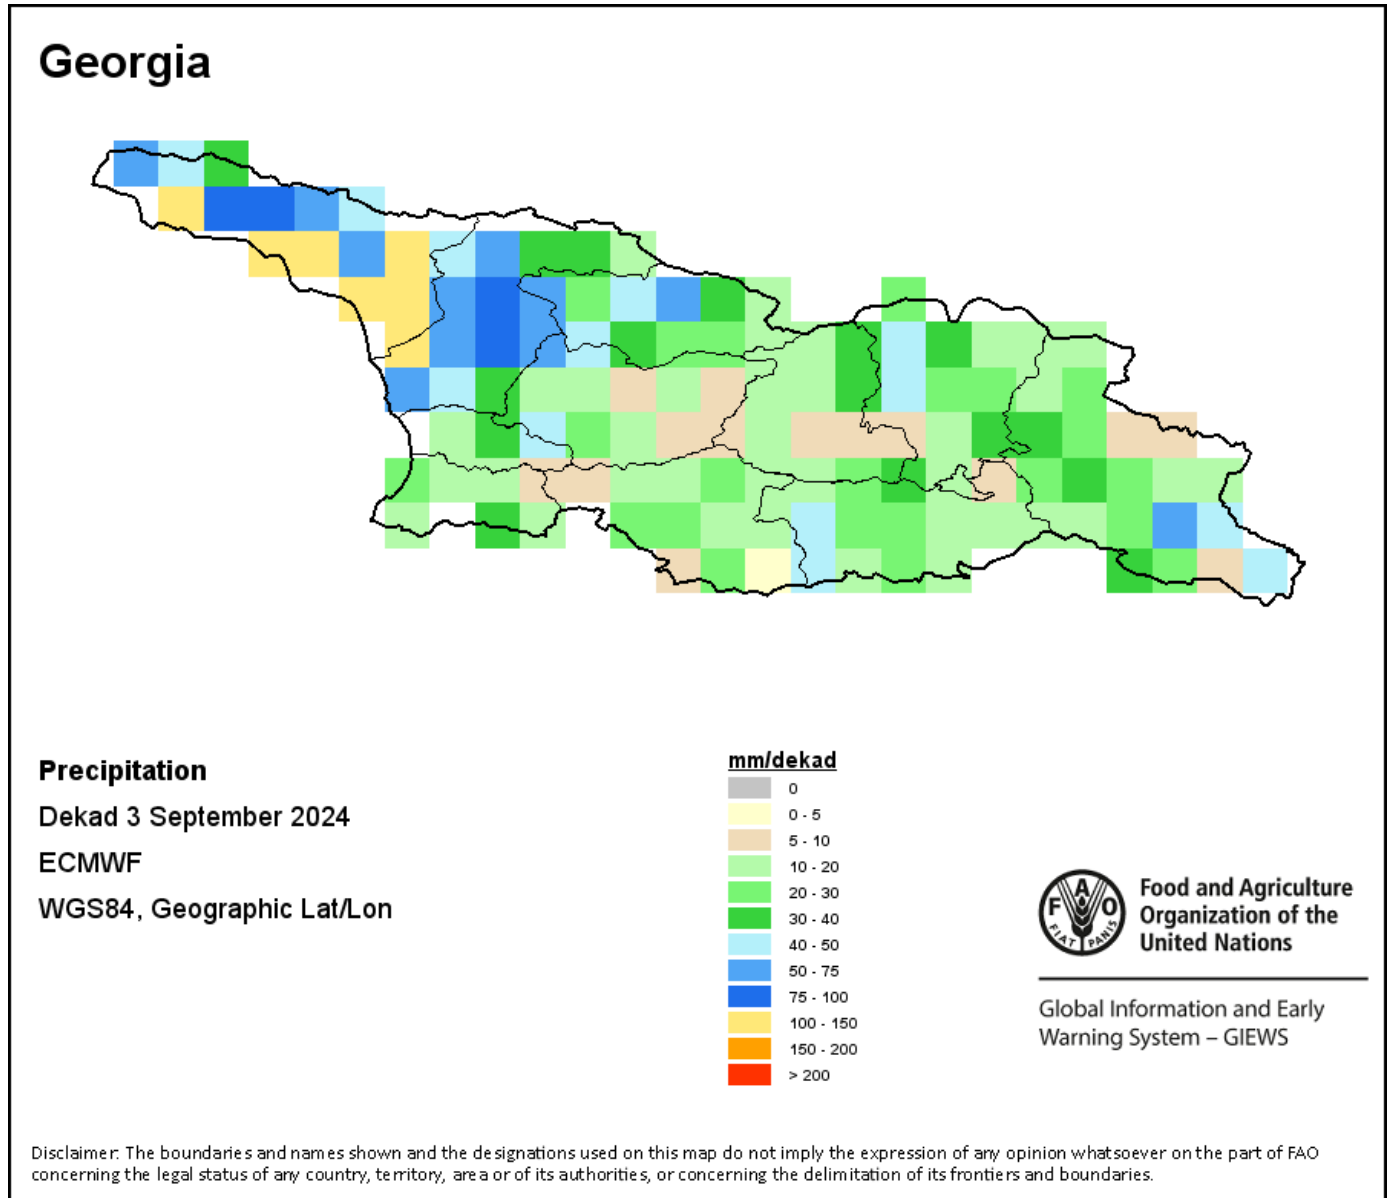 Georgia
Precipitation
Dekad 3 September 2024
ECMWF
WGS84, Geographic Lat/Lon
mm/dekad
0
0 - 5
5 - 10
10 - 20
20 - 30
30 - 40
40 - 50
50 - 75
75 - 100
100 - 150
150 - 200
> 200
F A O
FIAT PANIS
Food and Agriculture
Organization of the
United Nations
Global Information and Early
Warning System – GIEWS
Disclaimer: The boundaries and names shown and the designations used on this map do not imply the expression of any opinion whatsoever on the part of FAO
concerning the legal status of any country, territory, area or of its authorities, or concerning the delimitation of its frontiers and boundaries.